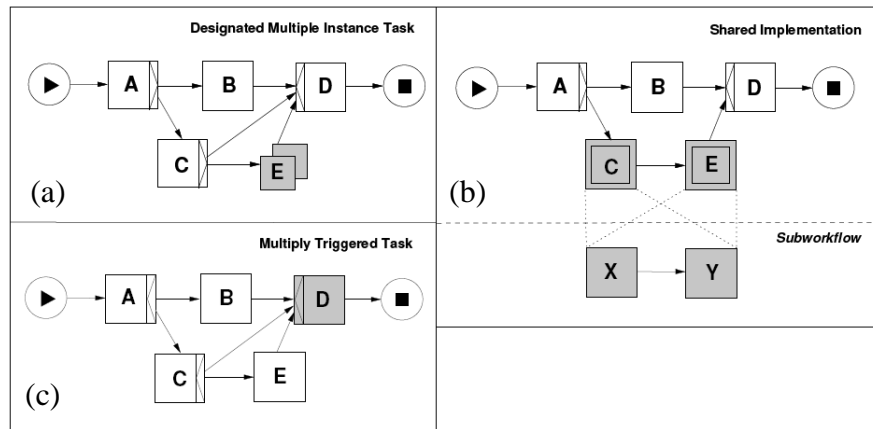 Designated Multiple Instance Task
A B D
C E
(a)
Shared Implementation
A B D
C E
(b)
Subworkflow
X Y
Multiply Triggered Task
A B D
C E
(c)